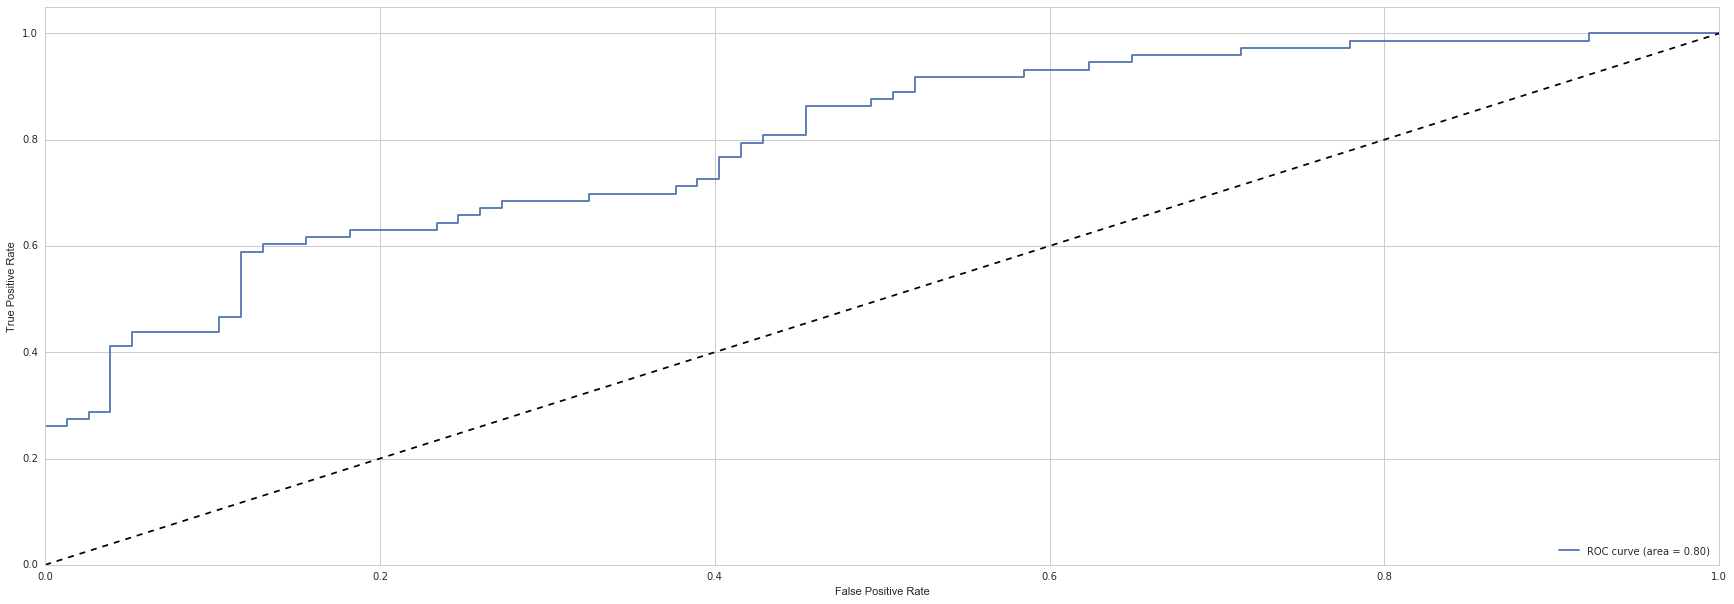 1.0
0.8
0.6
0.4
0.2
0.0
True Positive Rate
0.0 0.2 0.4 0.6 0.8 1.0
False Positive Rate
ROC curve (area = 0.80)